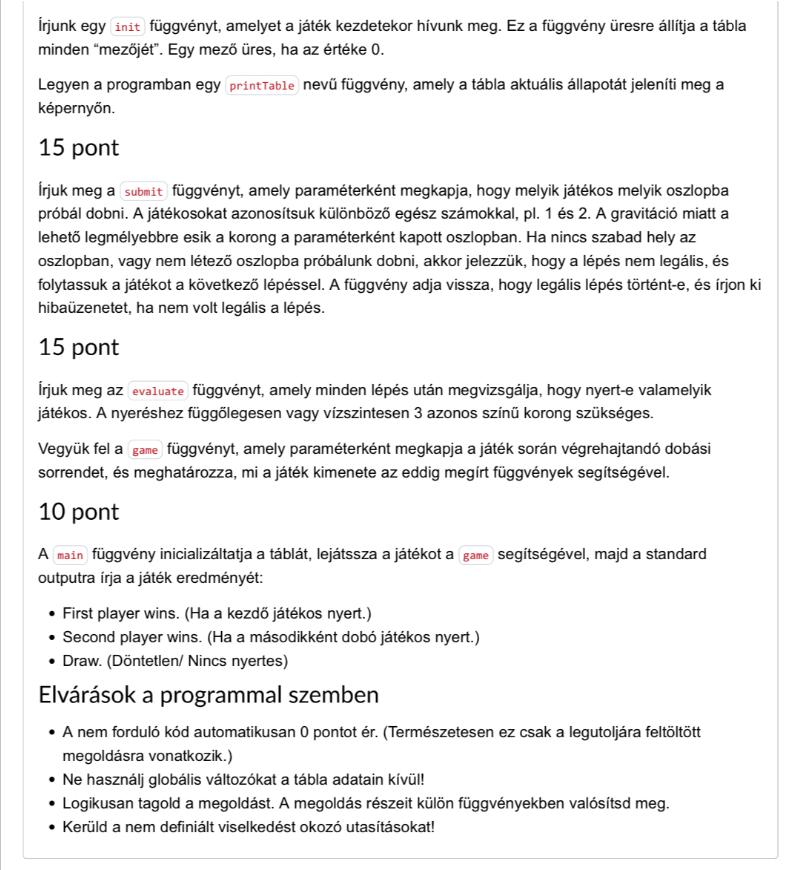 Írjunk egy init függvényt, amelyet a játék kezdetekor hívunk meg. Ez a függvény üresre állítja a tábla
minden “mezőjét”. Egy mező üres, ha az értéke 0.
Legyen a programban egy printTable nevű függvény, amely a tábla aktuális állapotát jeleníti meg a
képernyőn.
15 pont
Írjuk meg a submit függvényt, amely paraméterként megkapja, hogy melyik játékos melyik oszlopba
próbál dobni. A játékosokat azonosítsuk különböző egész számokkal, pl. 1 és 2. A gravitáció miatt a
lehető legmélyebbre esik a korong a paraméterként kapott oszlopban. Ha nincs szabad hely az
oszlopban, vagy nem létező oszlopba próbálunk dobni, akkor jelezzük, hogy a lépés nem legális, és
folytassuk a játékot a következő lépéssel. A függvény adja vissza, hogy legális lépés történt-e, és írjon ki
hibaüzenetet, ha nem volt legális a lépés.
15 pont
Írjuk meg az evaluate függvényt, amely minden lépés után megvizsgálja, hogy nyert-e valamelyik
játékos. A nyeréshez függőlegesen vagy vízszintesen 3 azonos színű korong szükséges.
Vegyük fel a game függvényt, amely paraméterként megkapja a játék során végrehajtandó dobási
sorrendet, és meghatározza, mi a játék kimenete az eddig megírt függvények segítségével.
10 pont
A main függvény inicializáltatja a táblát, lejátssza a játékot a game segítségével, majd a standard
outputra írja a játék eredményét:
• First player wins. (Ha a kezdő játékos nyert.)
• Second player wins. (Ha a másodikként dobó játékos nyert.)
• Draw. (Döntetlen/ Nincs nyertes)
Elvárások a programmal szemben
• A nem forduló kód automatikusan 0 pontot ér. (Természetesen ez csak a legutoljára feltöltött
megoldásra vonatkozik.)
• Ne használj globális változókat a tábla adatain kívül!
• Logikusan tagold a megoldást. A megoldás részeit külön függvényekben valósítsd meg.
• Kerüld a nem definiált viselkedést okozó utasításokat!